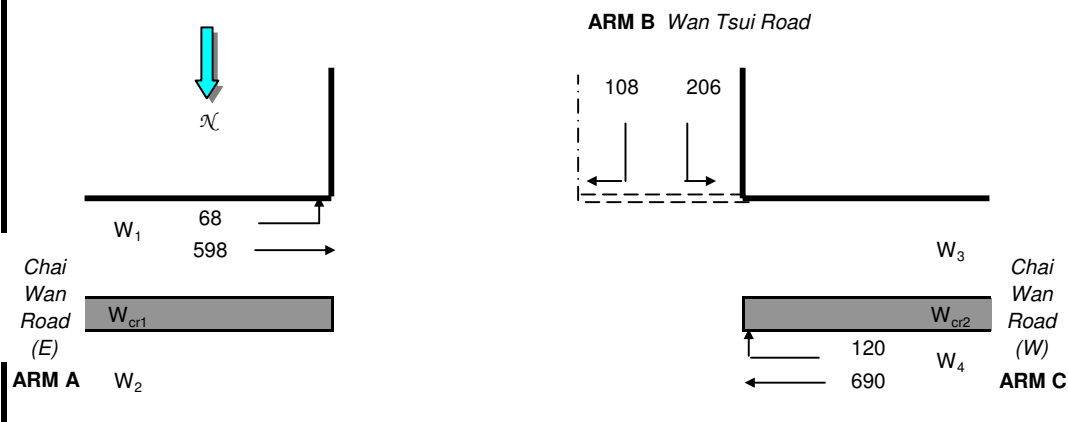 ARM B Wan Tsui Road
108 206
N
W1 68
598
W3
Chai
Wan
Road
(E)
ARM A
Wcr1
W2
Chai
Wan
Road
(W)
ARM C
Wcr2
120
W4
690